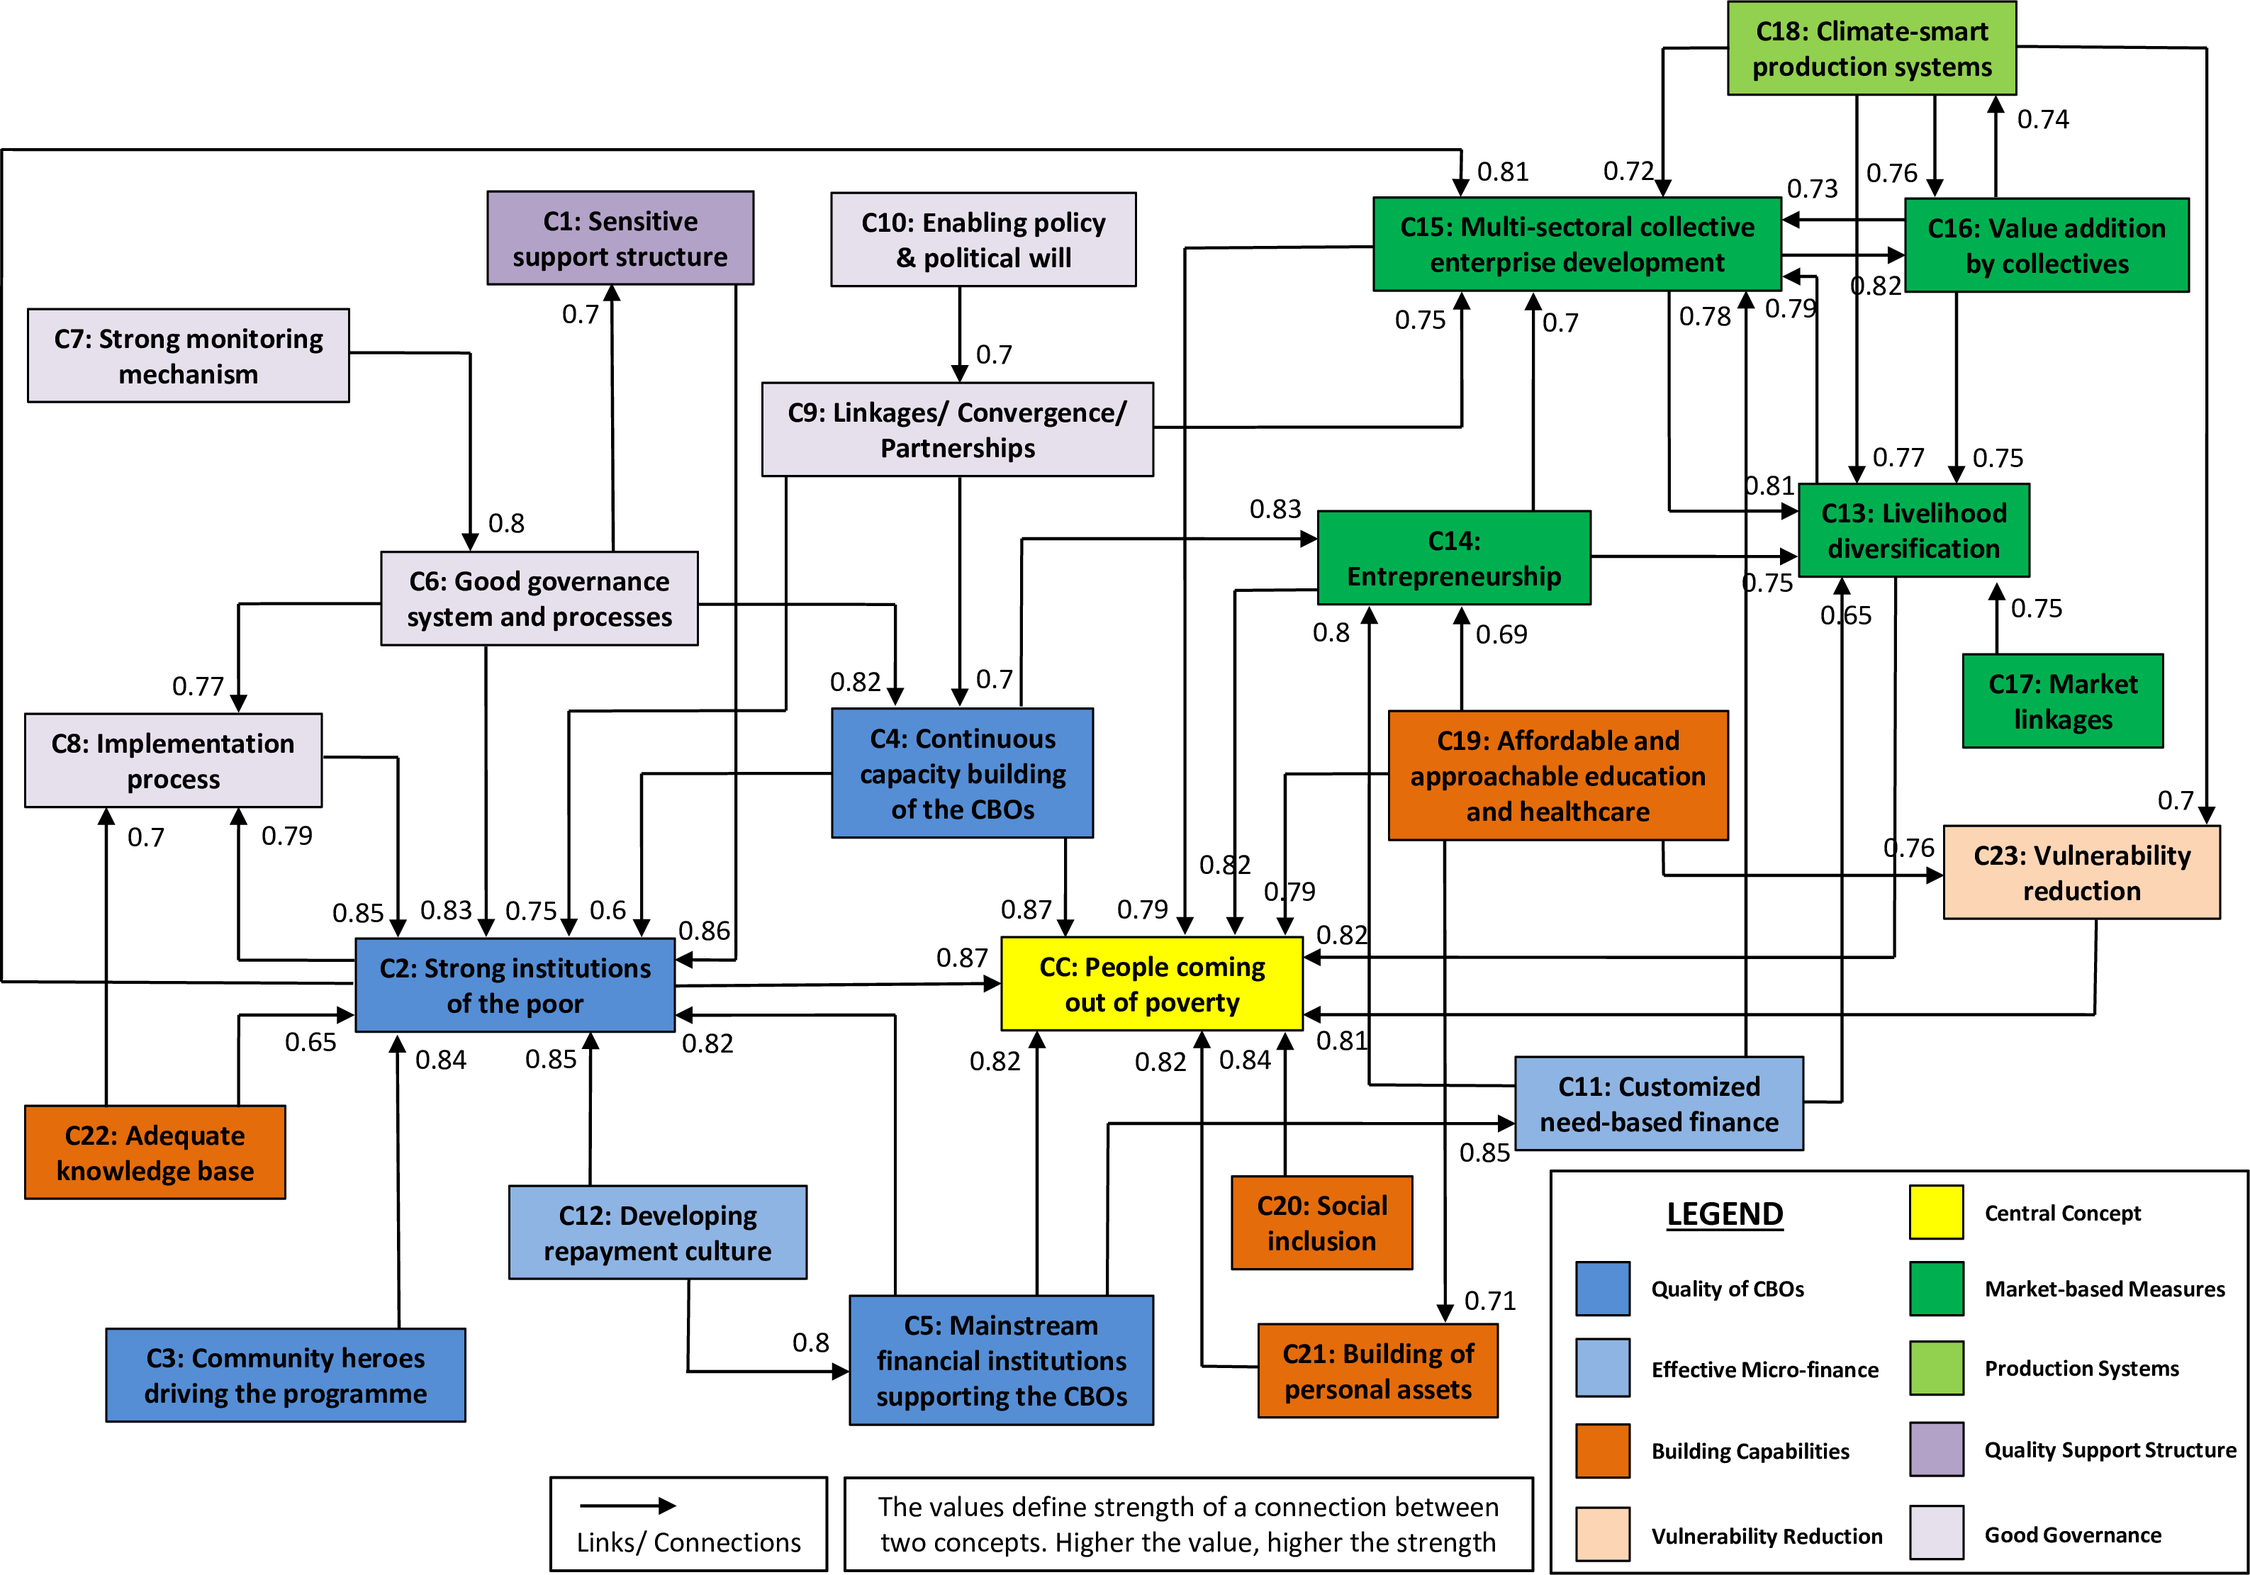 C18: Climate-smart
production systems
0.74
0.81
0.72
0.76
0.73
C1: Sensitive
support structure
C10: Enabling policy
& political will
C15: Multi-sectoral collective
enterprise development
C16: Value addition
by collectives
0.82
0.7
0.75
0.7
0.78
0.79
C7: Strong monitoring
mechanism
0.7
C9: Linkages/ Convergence/
Partnerships
0.77
0.75
0.81
0.83
0.8
C13: Livelihood
diversification
C14:
Entrepreneurship
0.75
C6: Good governance
system and processes
0.65
0.75
0.8
0.69
0.77
0.82
0.7
C17: Market
linkages
C8: Implementation
process
C4: Continuous
capacity building
of the CBOs
C19: Affordable and
approachable education
and healthcare
0.7
0.7
0.79
0.76
C23: Vulnerability
reduction
0.82
0.79
0.85
0.83
0.75
0.6
0.86
0.87
0.79
0.82
C2: Strong institutions
of the poor
0.87
CC: People coming
out of poverty
0.65
0.84
0.85
0.82
0.82
0.82
0.84
0.81
C11: Customized
need-based finance
0.85
C22: Adequate
knowledge base
C12: Developing
repayment culture
C20: Social
inclusion
0.71
0.8
C3: Community heroes
driving the programme
C5: Mainstream
financial institutions
supporting the CBOs
C21: Building of
personal assets
LEGEND
Central Concept
Quality of CBOs
Market-based Measures
Effective Micro-finance
Production Systems
Building Capabilities
Quality Support Structure
Vulnerability Reduction
Good Governance
Links/ Connections
The values define strength of a connection between
two concepts. Higher the value, higher the strength